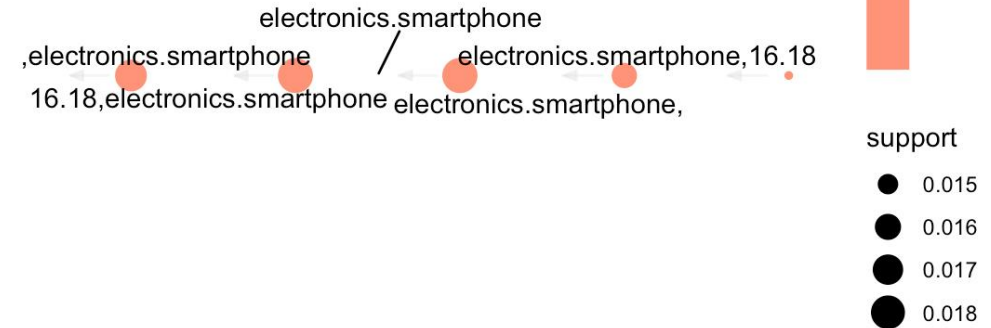 electronics.smartphone
,electronics.smartphone
electronics.smartphone,16.18
16.18,electronics.smartphone
electronics.smartphone,
support
0.015
0.016
0.017
0.018